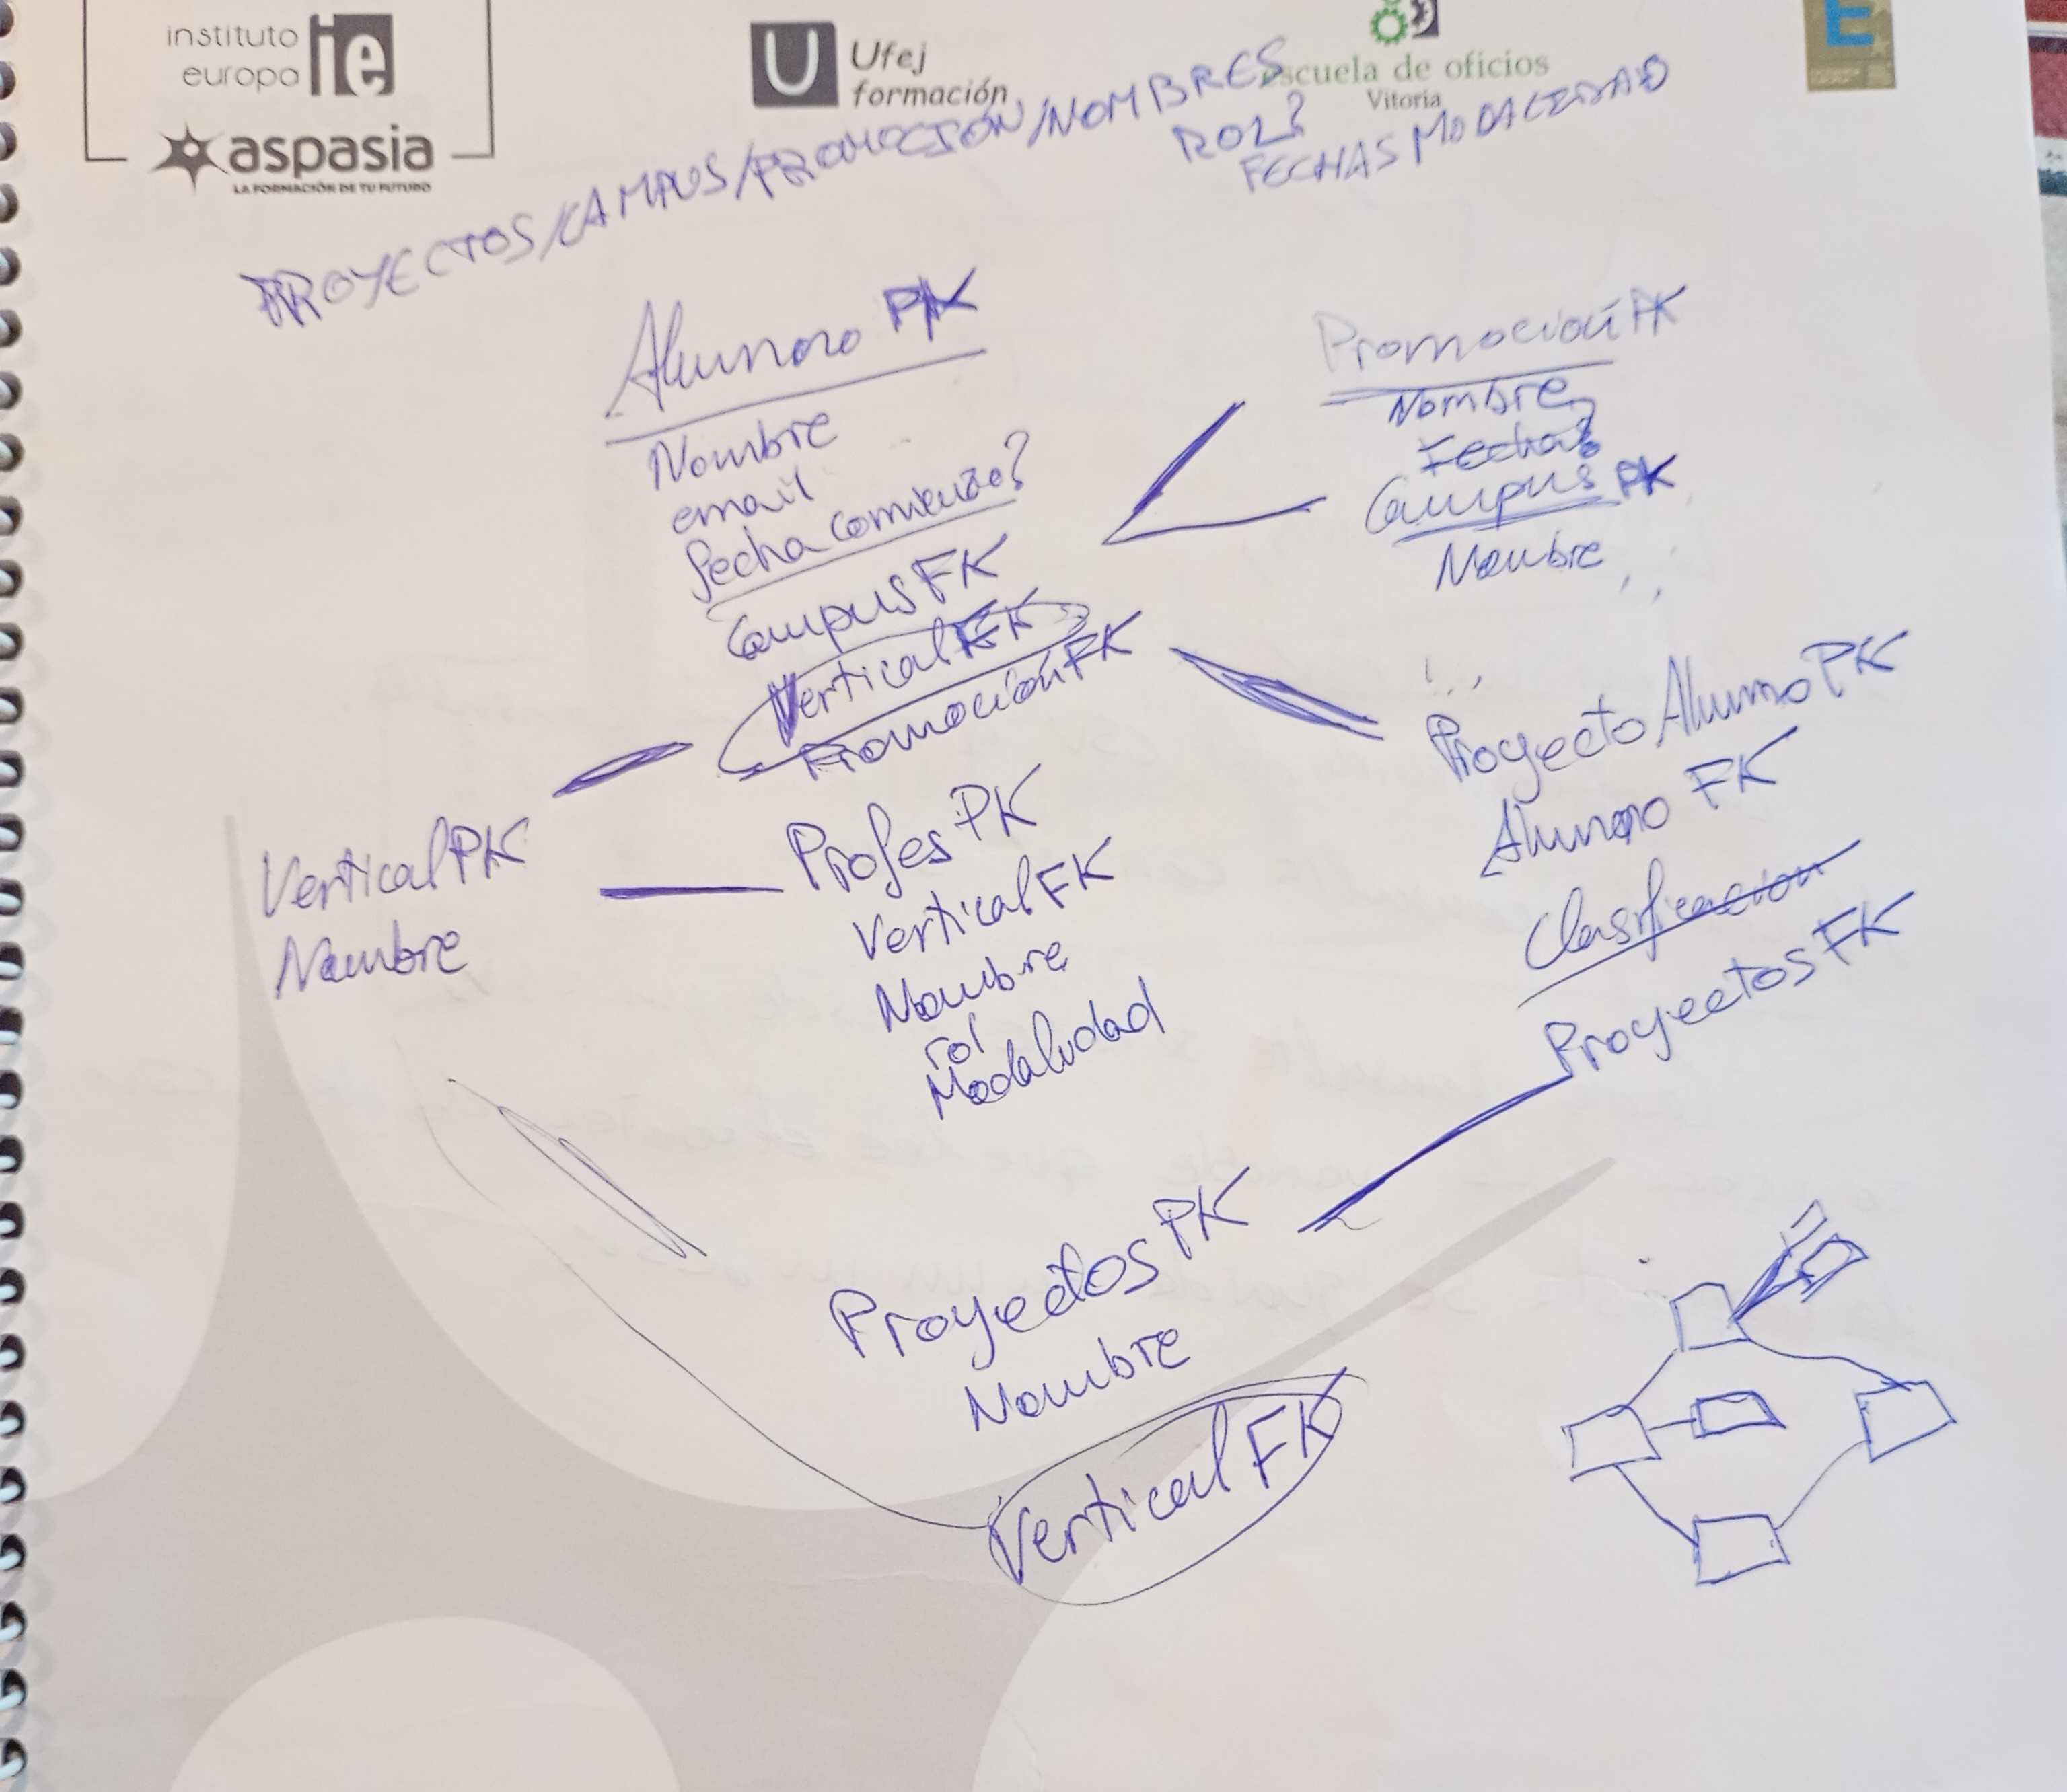 instituto
europa
ie
aspasia
LA FORMACIÓN DE TU FUTURO
U
Ufej
formación
escuela de oficios
Vitoria
E
PROYECTOS/CAMPUS/PROMOCIÓN/NOMBRES
ROL?
FECHAS MODALIDAD
Alumno PK
Nombre
email
fecha comienzo?
Campus FK
Vertical FK
Promoción FK
Promoción PK
Nombre
Fecha?
Campus PK
Nombre
Vertical PK
Nombre
Profes PK
Vertical FK
Nombre
rol
Modalidad
Proyecto Alumno PK
Alumno FK
Clasificacion
Proyectos FK
Proyectos PK
Nombre
Vertical FK